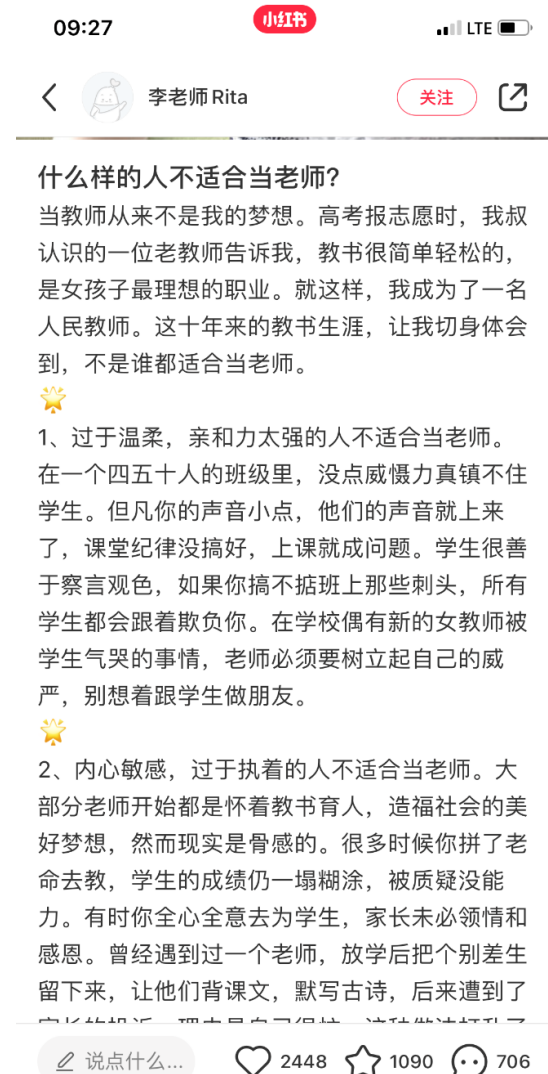 09:27
小红书
LTE
李老师Rita
关注
什么样的人不适合当老师?
当教师从来不是我的梦想。高考报志愿时，我叔
认识的一位老教师告诉我，教书很简单轻松的，
是女孩子最理想的职业。就这样，我成为了一名
人民教师。这十年来的教书生涯，让我切身体会
到，不是谁都适合当老师。
🌟
1、过于温柔，亲和力太强的人不适合当老师。
在一个四五十人的班级里，没点威慑力真镇不住
学生。但凡你的声音小点，他们的声音就上来
了，课堂纪律没搞好，上课就成问题。学生很善
于察言观色，如果你搞不掂班上那些刺头，所有
学生都会跟着欺负你。在学校偶有新的女教师被
学生气哭的事情，老师必须要树立起自己的威
严，别想着跟学生做朋友。
🌟
2、内心敏感，过于执着的人不适合当老师。大
部分老师开始都是怀着教书育人，造福社会的美
好梦想，然而现实是骨感的。很多时候你拼了老
命去教，学生的成绩仍一塌糊涂，被质疑没能
力。有时你全心全意去为学生，家长未必领情和
感恩。曾经遇到过一个老师，放学后把个别差生
留下来，让他们背课文，默写古诗，后来遭到了
说点什么...
2448
1090
706